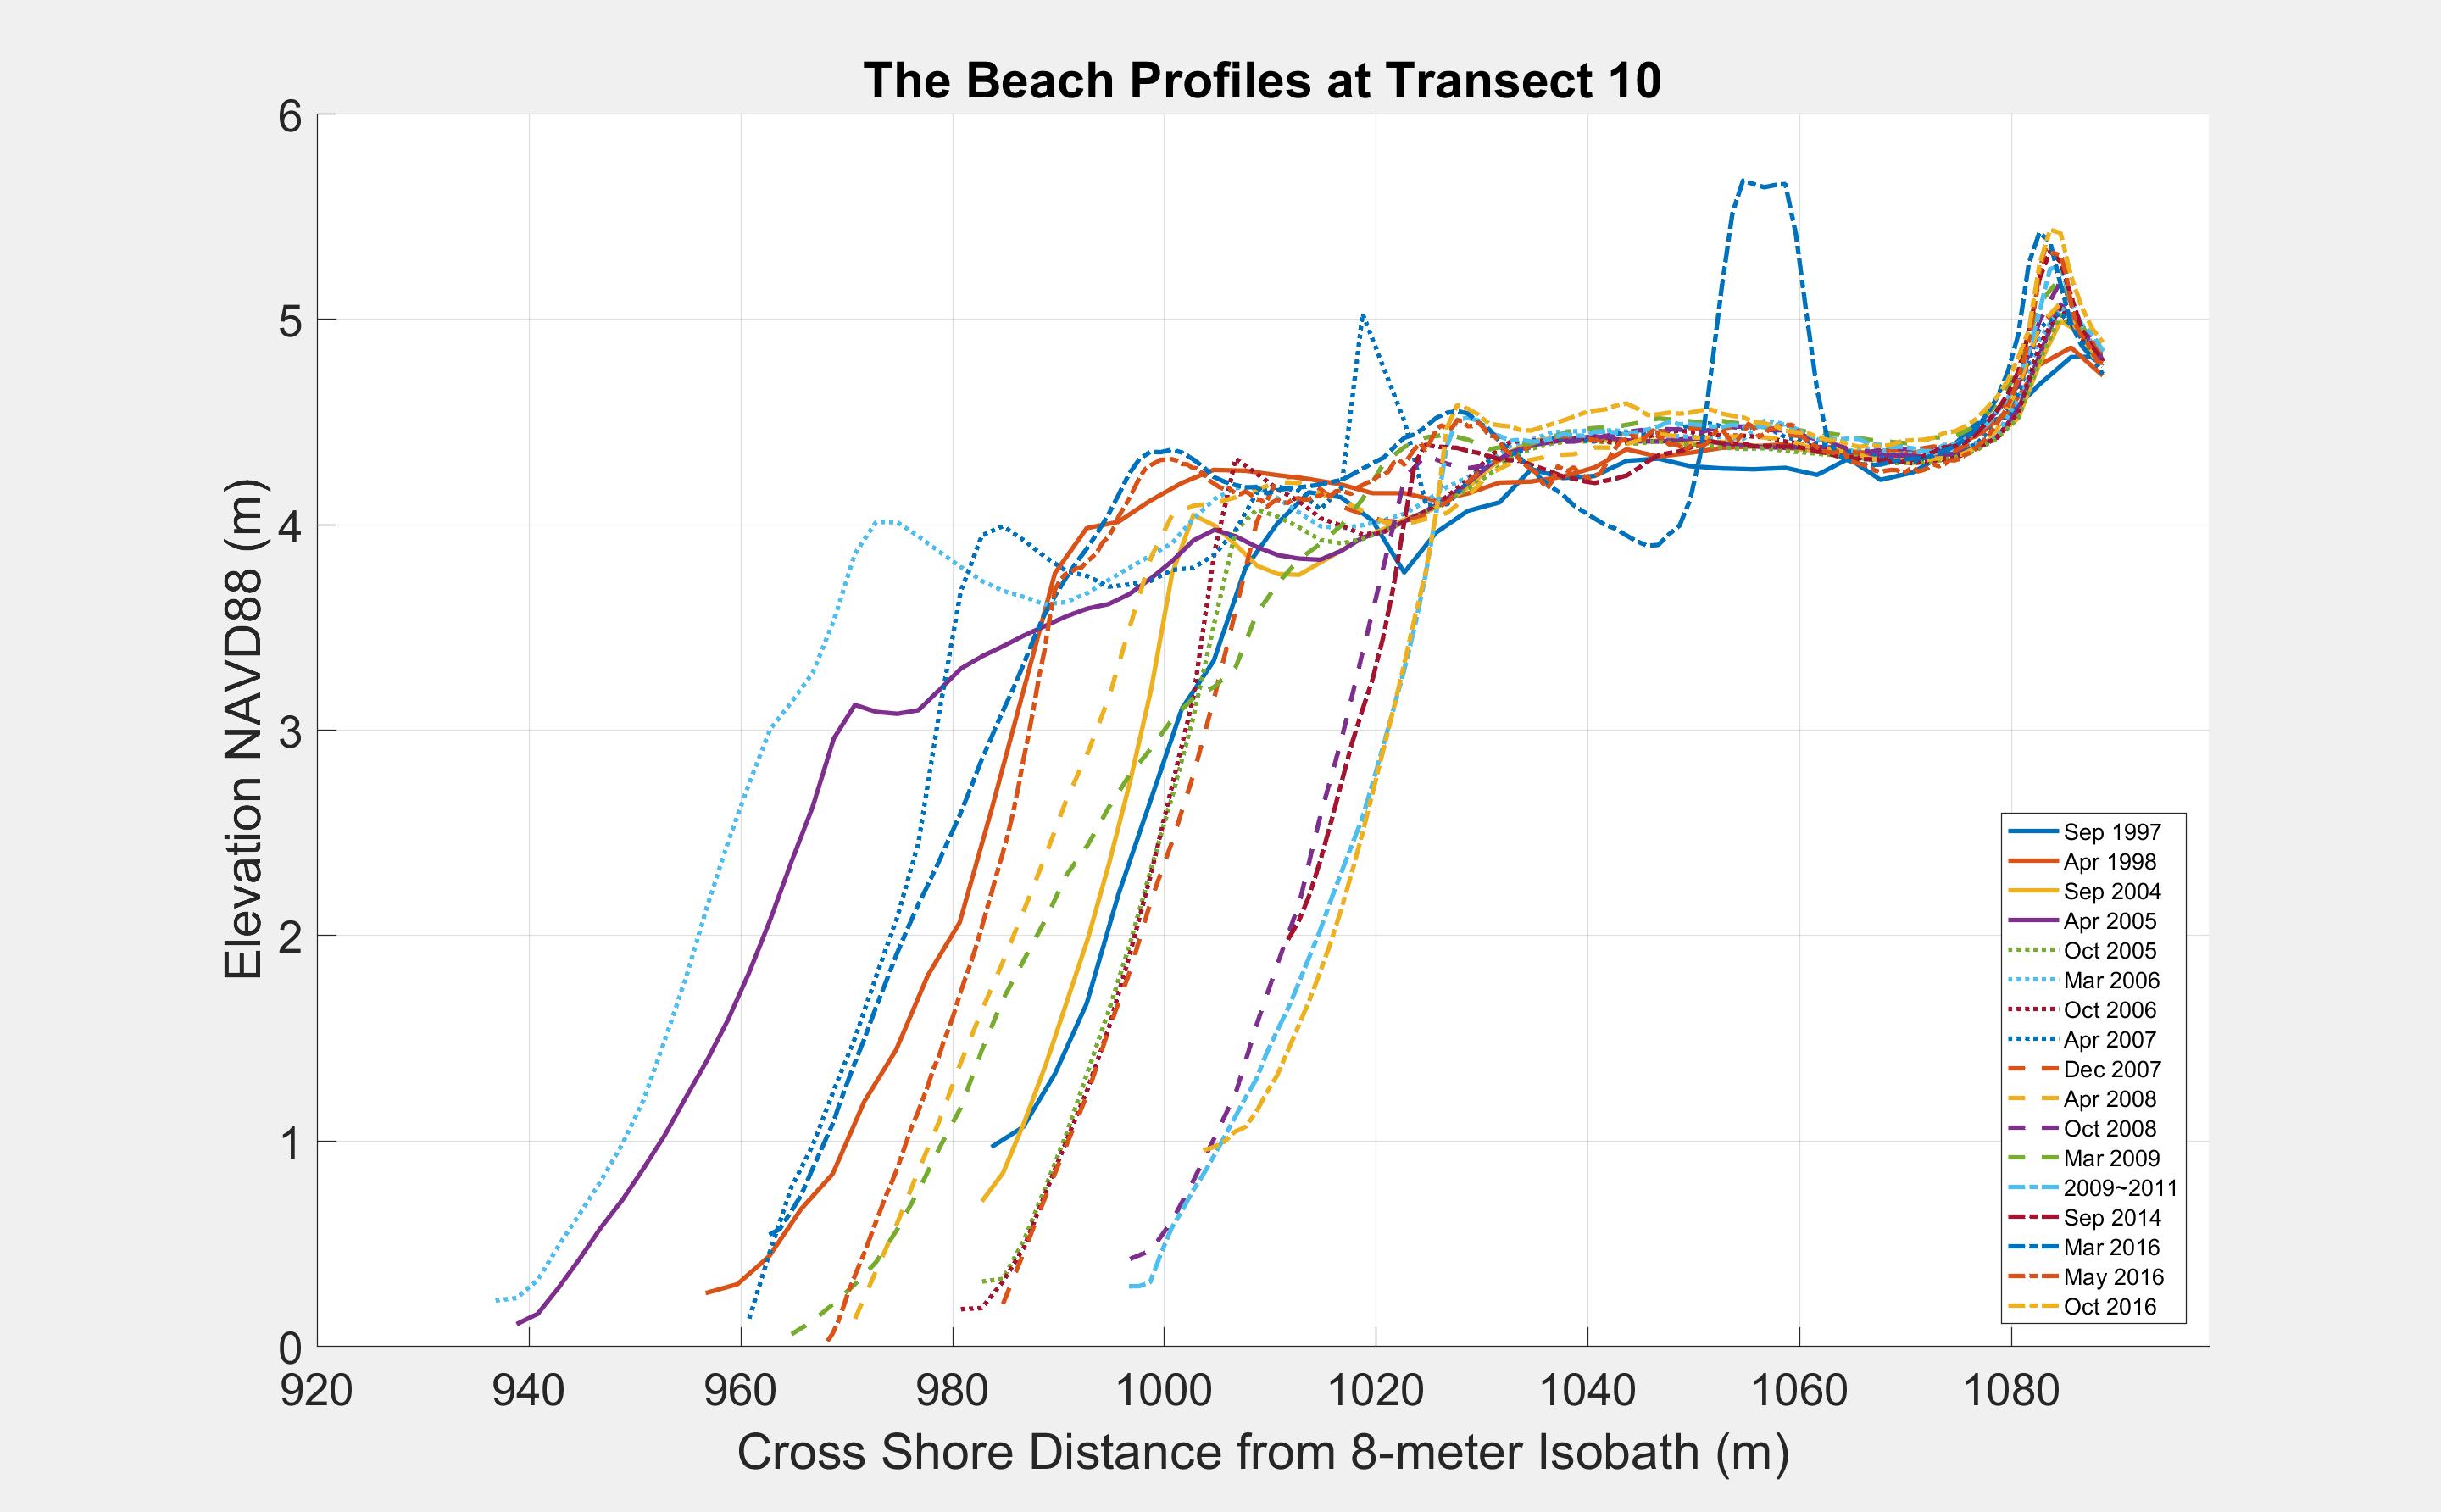 The Beach Profiles at Transect 10
Elevation NAVD88 (m)
6
5
4
3
2
1
0
920 940 960 980 1000 1020 1040 1060 1080
Cross Shore Distance from 8-meter Isobath (m)
Sep 1997
Apr 1998
Sep 2004
Apr 2005
Oct 2005
Mar 2006
Oct 2006
Apr 2007
Dec 2007
Apr 2008
Oct 2008
Mar 2009
2009~2011
Sep 2014
Mar 2016
May 2016
Oct 2016